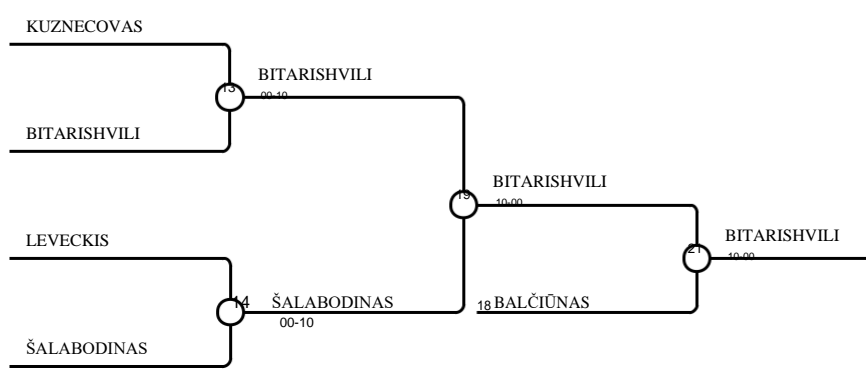 KUZNECOVAS
13
BITARISHVILI
00-10
BITARISHVILI
19
BITARISHVILI
10-00
LEVECKIS
21
BITARISHVILI
10-00
14
ŠALABODINAS
00-10
18 BALČIŪNAS
ŠALABODINAS